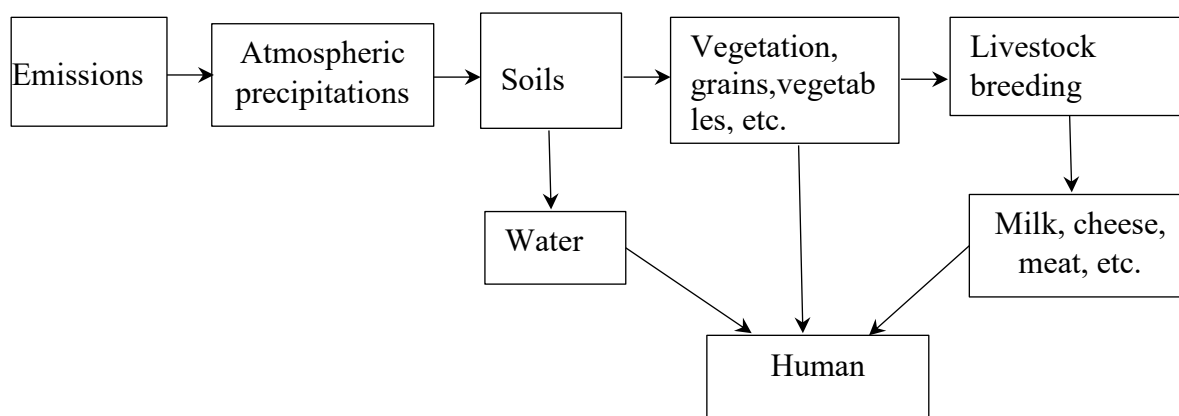 Emissions
Atmospheric
precipitations
Soils
Vegetation,
grains,vegetab
les, etc.
Livestock
breeding
Water
Milk, cheese,
meat, etc.
Human